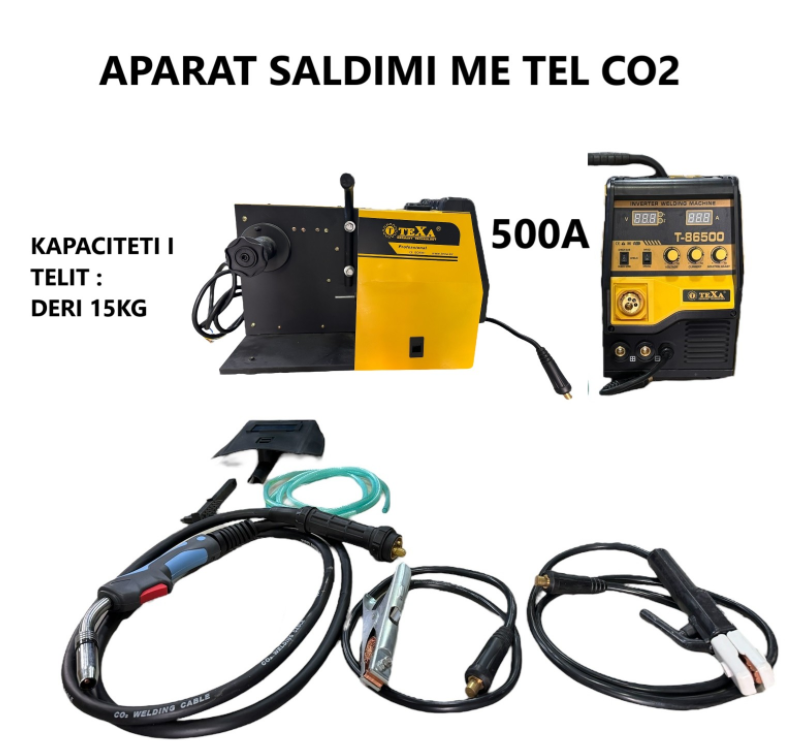 APARAT SALDIMI ME TEL CO2
KAPACITETI I
TELIT :
DERI 15KG
TEXA
Professional
500A
INVERTER WELDING MACHINE
V
A
T-86500
TEXA
CO₂ WELDING CABLE